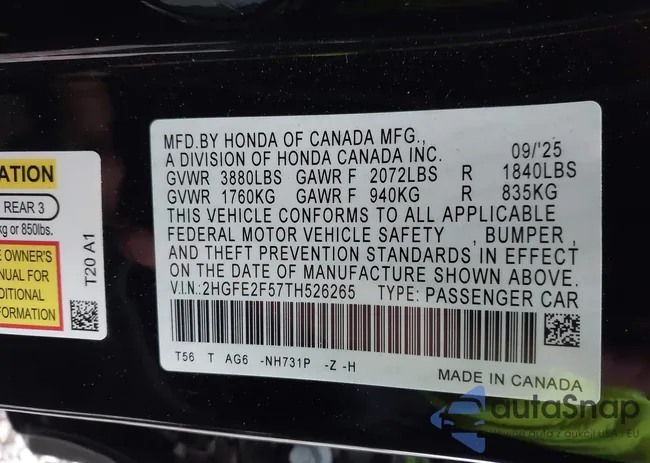 ATION
REAR 3
kg or 850lbs.
E OWNER'S
ANUAL FOR
DITIONAL
RMATION
T20 A1
MFD.BY HONDA OF CANADA MFG.,
A DIVISION OF HONDA CANADA INC. 09/'25
GVWR 3880LBS GAWR F 2072LBS R 1840LBS
GVWR 1760KG GAWR F 940KG R 835KG
THIS VEHICLE CONFORMS TO ALL APPLICABLE
FEDERAL MOTOR VEHICLE SAFETY , BUMPER ,
AND THEFT PREVENTION STANDARDS IN EFFECT
ON THE DATE OF MANUFACTURE SHOWN ABOVE.
V.I.N.:2HGFE2F57TH526265 TYPE: PASSENGER CAR
T56 T AG6 -NH731P -Z -H
MADE IN CANADA
autoSnap